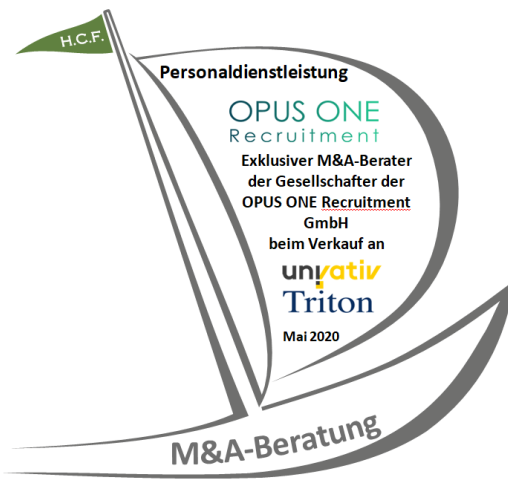 H.C.F.
Personaldienstleistung
OPUS ONE
Recruitment
Exklusiver M&A-Berater
der Gesellschafter der
OPUS ONE Recruitment
GmbH
beim Verkauf an
univativ
Triton
Mai 2020
M&A-Beratung